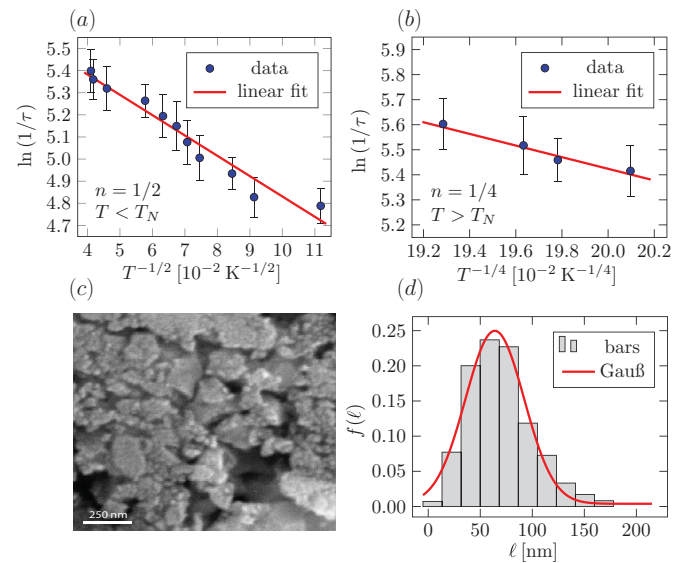 (a)
ln (1/τ)
5.5
5.4
5.3
5.2
5.1
5.0
4.9
4.8
4.7
data
linear fit
n = 1/2
T < T_N
4 5 6 7 8 9 10 11
T^{−1/2} [10^{−2} K^{−1/2}]
(b)
ln (1/τ)
5.9
5.8
5.7
5.6
5.5
5.4
5.3
5.2
data
linear fit
n = 1/4
T > T_N
19.2 19.4 19.6 19.8 20.0 20.2
T^{−1/4} [10^{−2} K^{−1/4}]
(c)
250 nm
(d)
f(ℓ)
0.25
0.20
0.15
0.10
0.05
0.00
bars
Gauß
0 50 100 150 200
ℓ [nm]